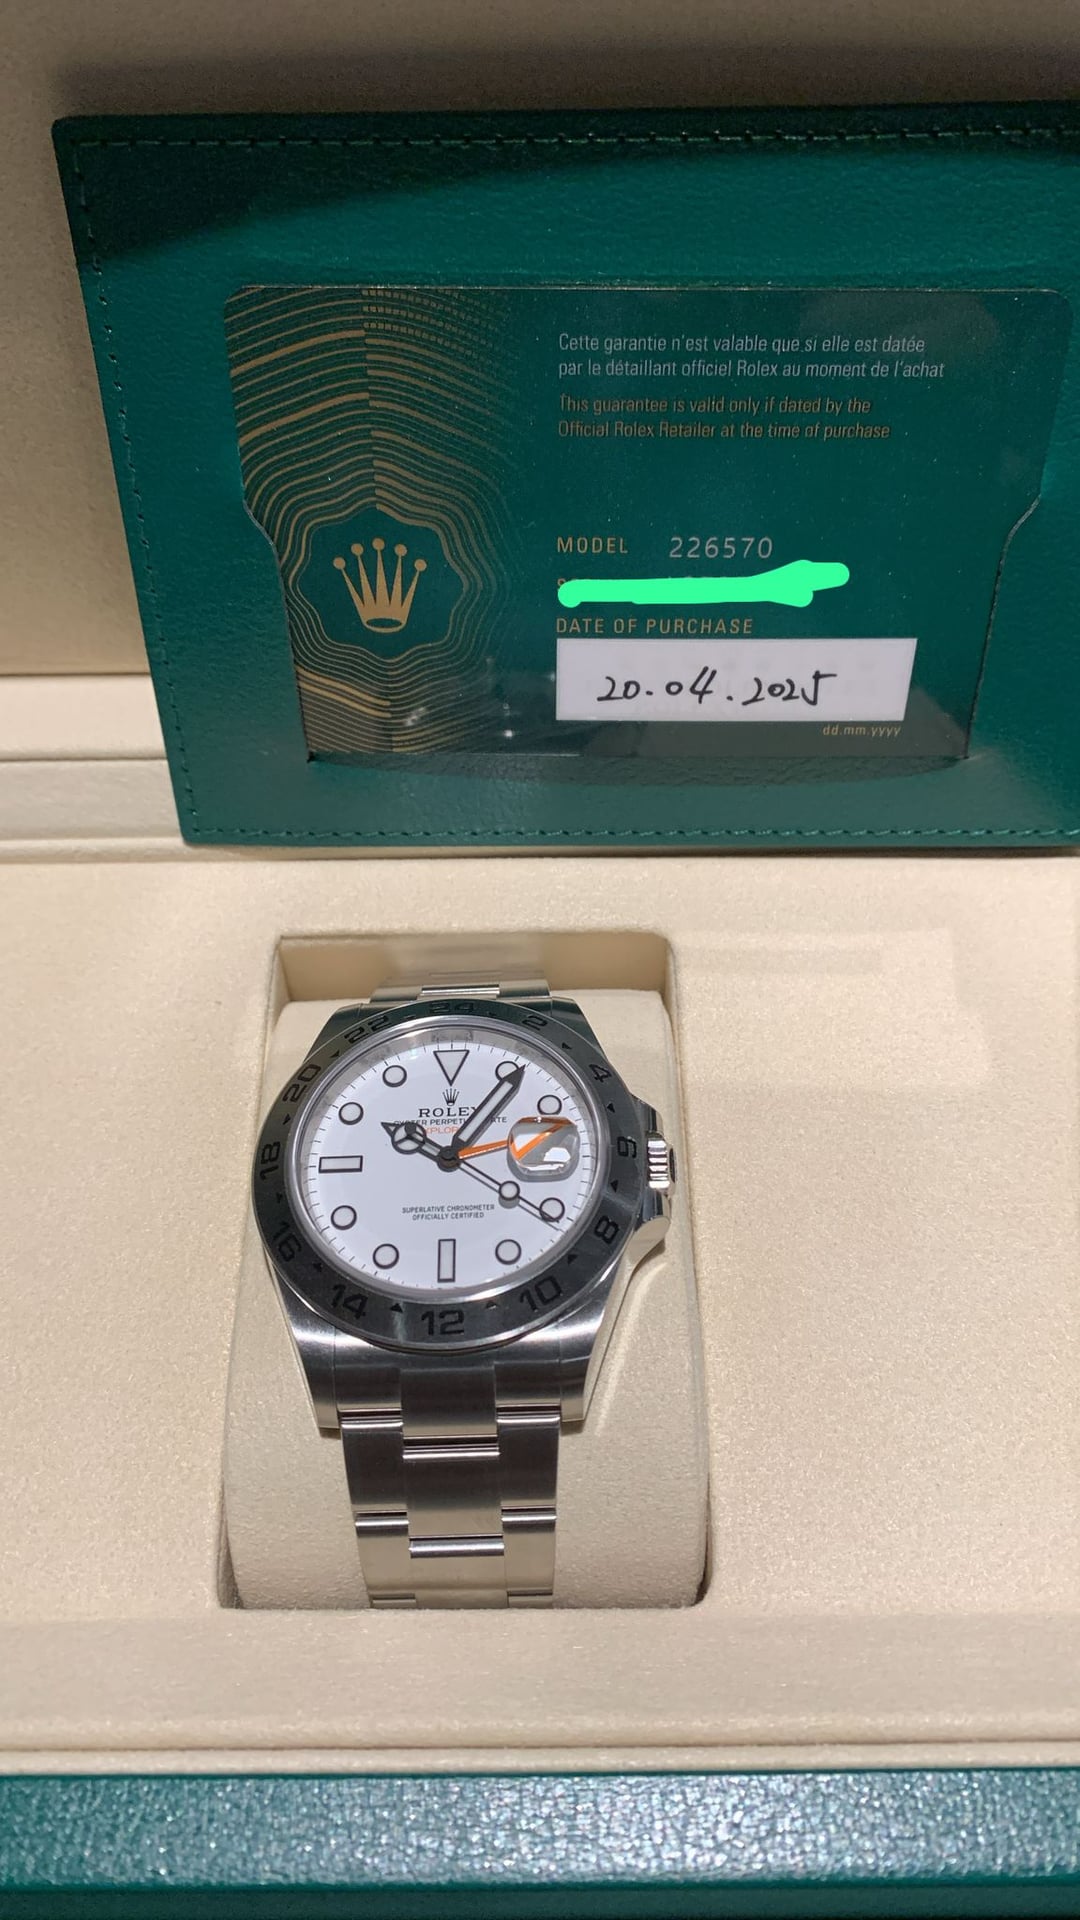 Cette garantie n'est valable que si elle est datée
par le détaillant officiel Rolex au moment de l'achat
This guarantee is valid only if dated by the
Official Rolex Retailer at the time of purchase
MODEL 226570
DATE OF PURCHASE
20.04.2025
dd.mm.yyyy
24
2
4
6
8
10
12
14
16
18
20
22
ROLEX
OYSTER PERPETUAL DATE
SUPERLATIVE CHRONOMETER
OFFICIALLY CERTIFIED